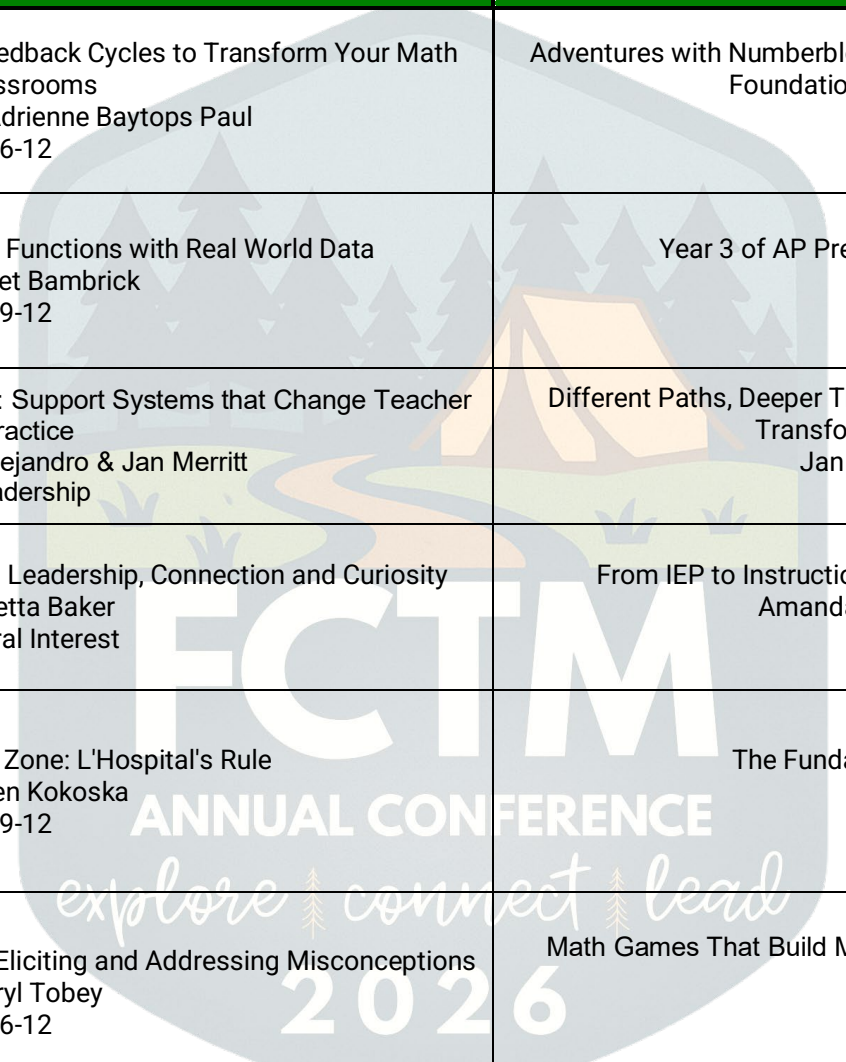 edback Cycles to Transform Your Math
ssrooms
drienne Baytops Paul
6-12
Adventures with Numberbl
Foundatio
Functions with Real World Data
et Bambrick
9-12
Year 3 of AP Pre
: Support Systems that Change Teacher
ractice
ejandro & Jan Merritt
dership
Different Paths, Deeper T
Transfo
Jan
Leadership, Connection and Curiosity
etta Baker
ral Interest
From IEP to Instructio
Amanda
Zone: L'Hospital's Rule
en Kokoska
9-12
The Funda
Eliciting and Addressing Misconceptions
ryl Tobey
6-12
Math Games That Build M
FCTM
ANNUAL CONFERENCE
explore connect lead
2026